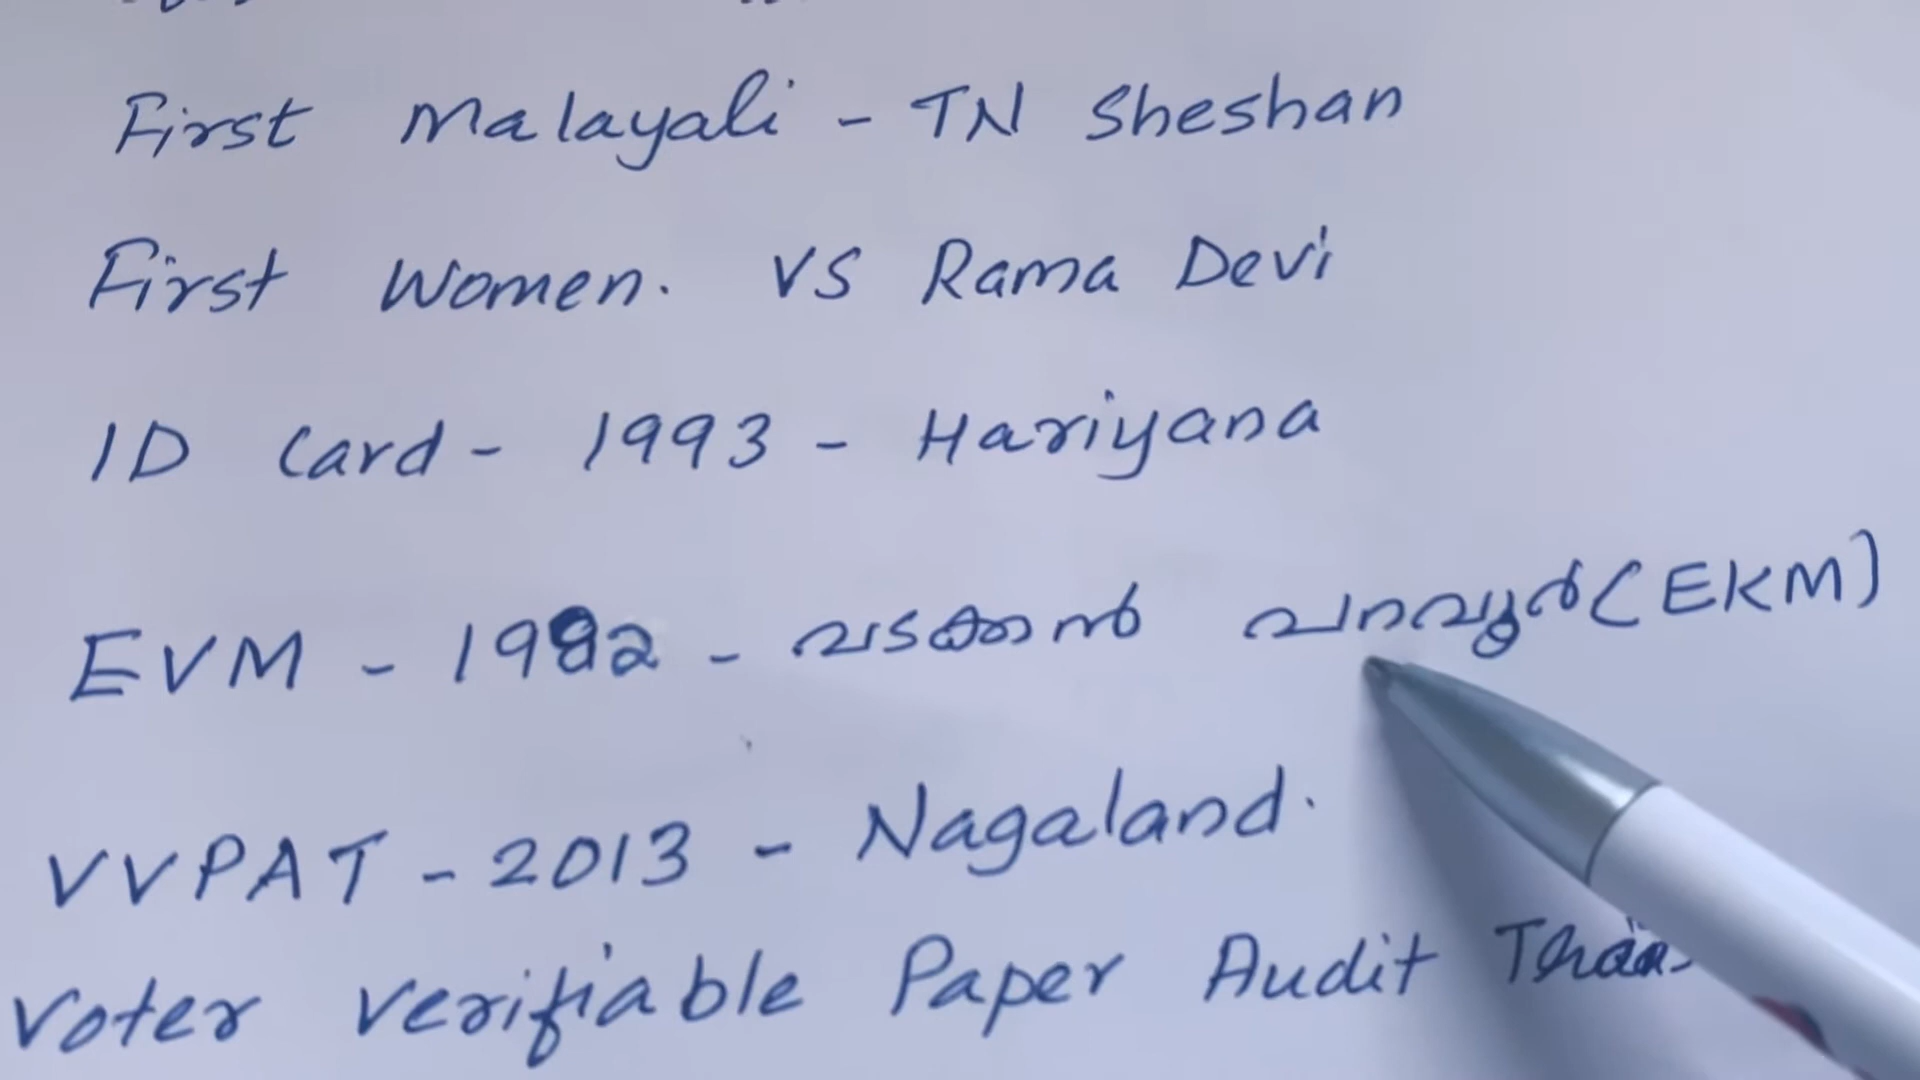 First Malayali - TN Sheshan
First Women. VS Rama Devi
ID Card - 1993 - Hariyana
EVM - 1982 - വടക്കൻ പറവൂർ (EKM)
VVPAT - 2013 - Nagaland.
Voter Verifiable Paper Audit